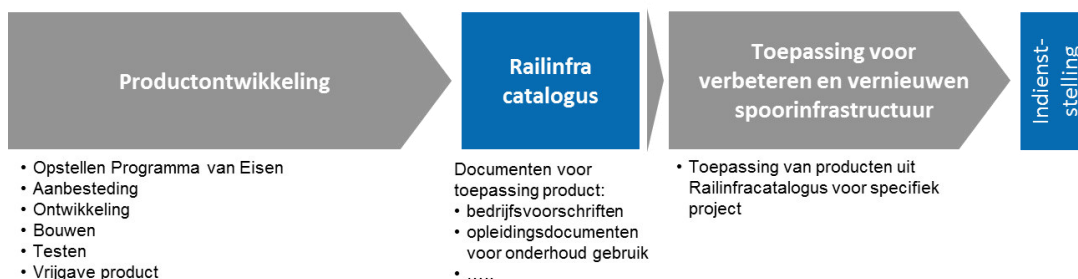 Productontwikkeling
• Opstellen Programma van Eisen
• Aanbesteding
• Ontwikkeling
• Bouwen
• Testen
• Vrijgave product
Railinfra
catalogus
Documenten voor
toepassing product:
• bedrijfsvoorschriften
• opleidingsdocumenten
voor onderhoud gebruik
• .....
Toepassing voor
verbeteren en vernieuwen
spoorinfrastructuur
• Toepassing van producten uit
Railinfracatalogus voor specifiek
project
Indienst-
stelling